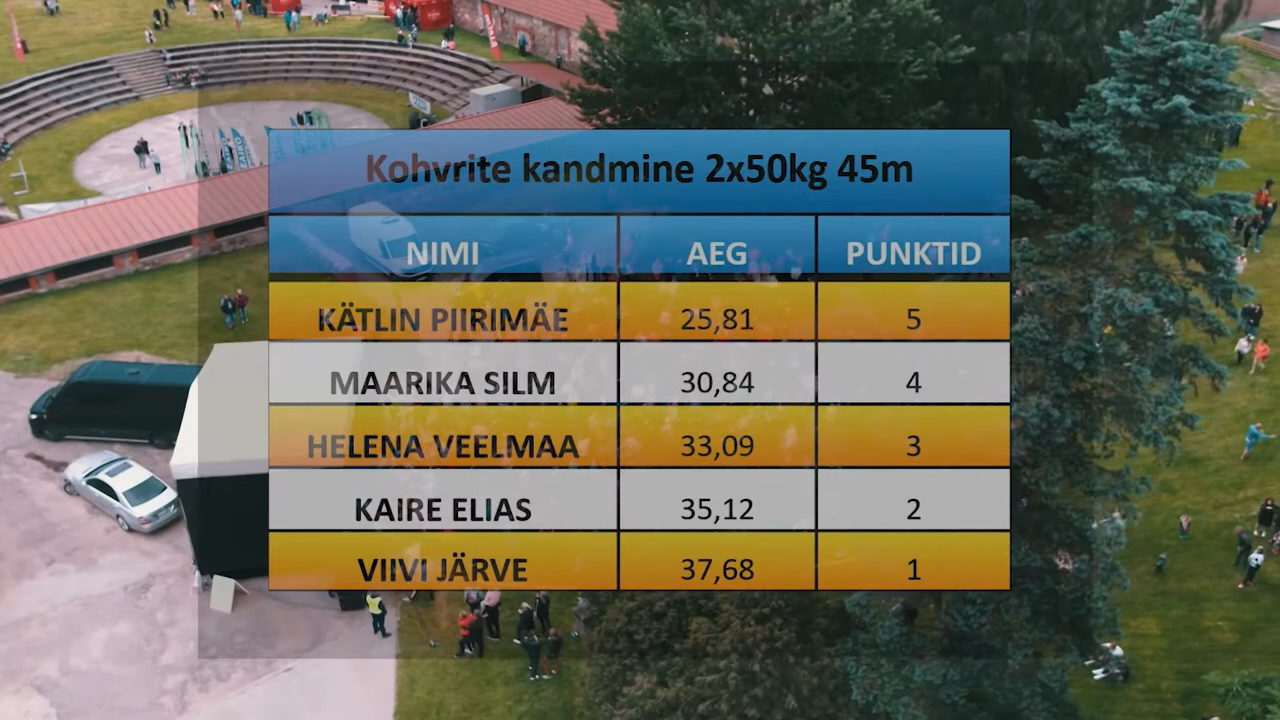 Kohvrite kandmine 2x50kg 45m
NIMI AEG PUNKTID
KÄTLIN PIIRIMÄE 25,81 5
MAARIKA SILM 30,84 4
HELENA VEELMAA 33,09 3
KAIRE ELIAS 35,12 2
VIIVI JÄRVE 37,68 1